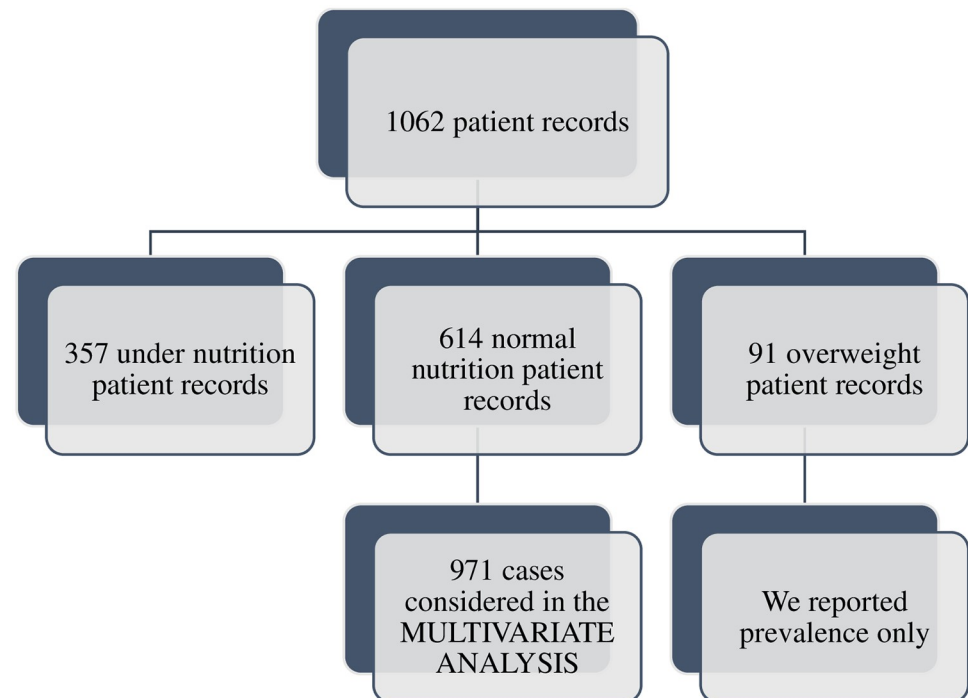 1062 patient records
357 under nutrition
patient records
614 normal
nutrition patient
records
91 overweight
patient records
971 cases
considered in the
MULTIVARIATE
ANALYSIS
We reported
prevalence only